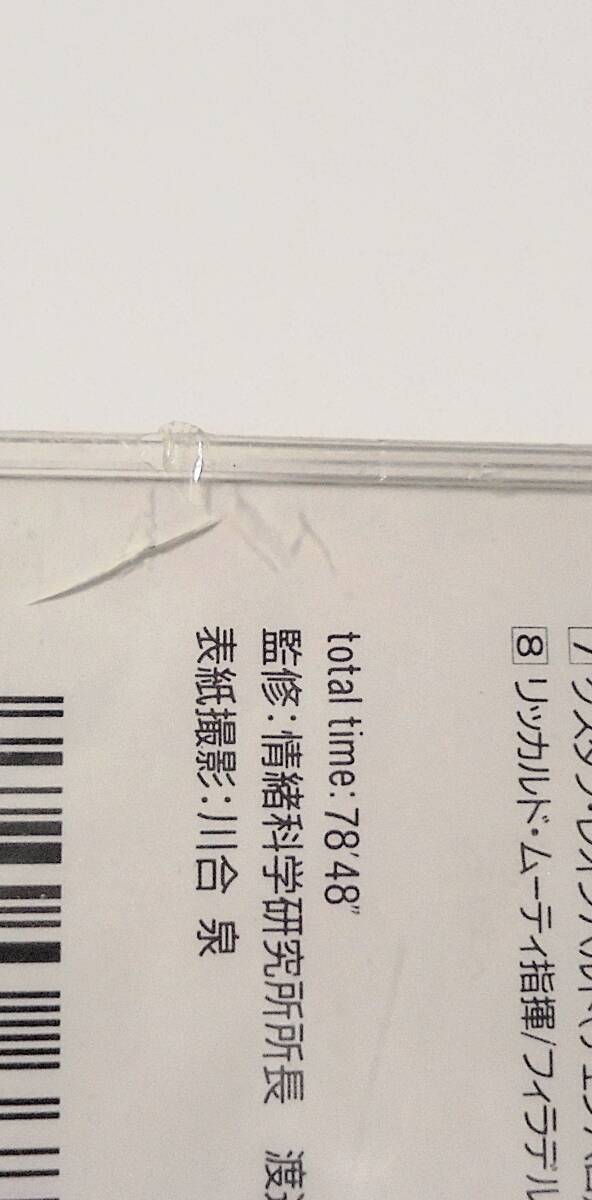 8 リッカルド・ムーティ指揮/フィラデル
total time: 78'48"
監修:情緒科学研究所所長 渡
表紙撮影:川合 泉